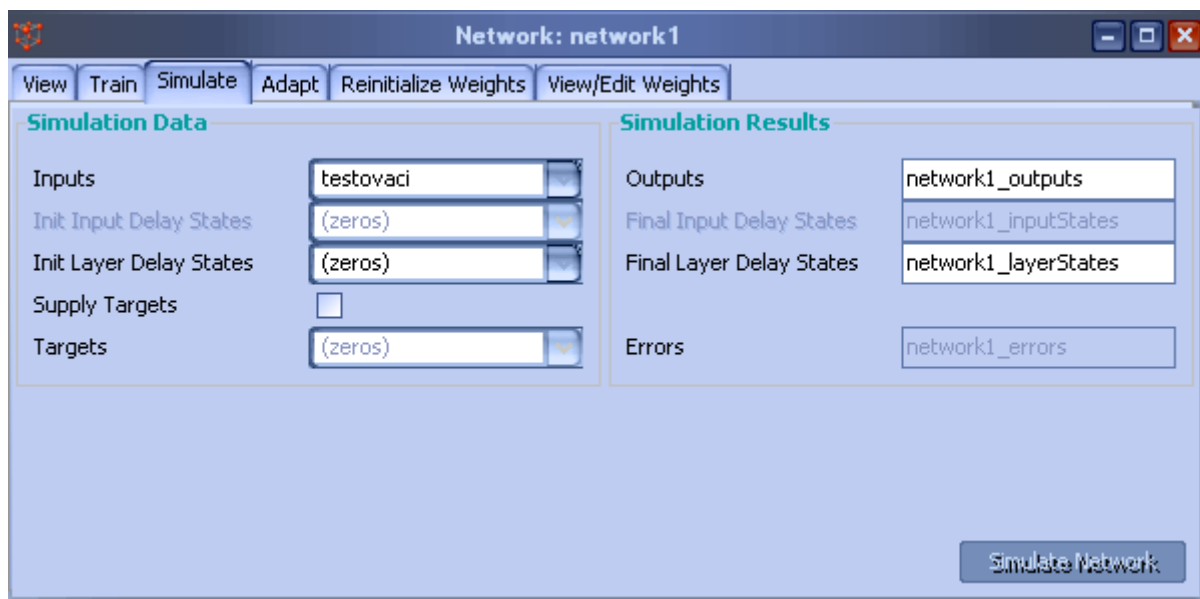 Network: network1
View Train Simulate Adapt Reinitialize Weights View/Edit Weights
Simulation Data
Inputs testovaci
Init Input Delay States (zeros)
Init Layer Delay States (zeros)
Supply Targets
Targets (zeros)
Simulation Results
Outputs network1_outputs
Final Input Delay States network1_inputStates
Final Layer Delay States network1_layerStates
Errors network1_errors
Simulate Network